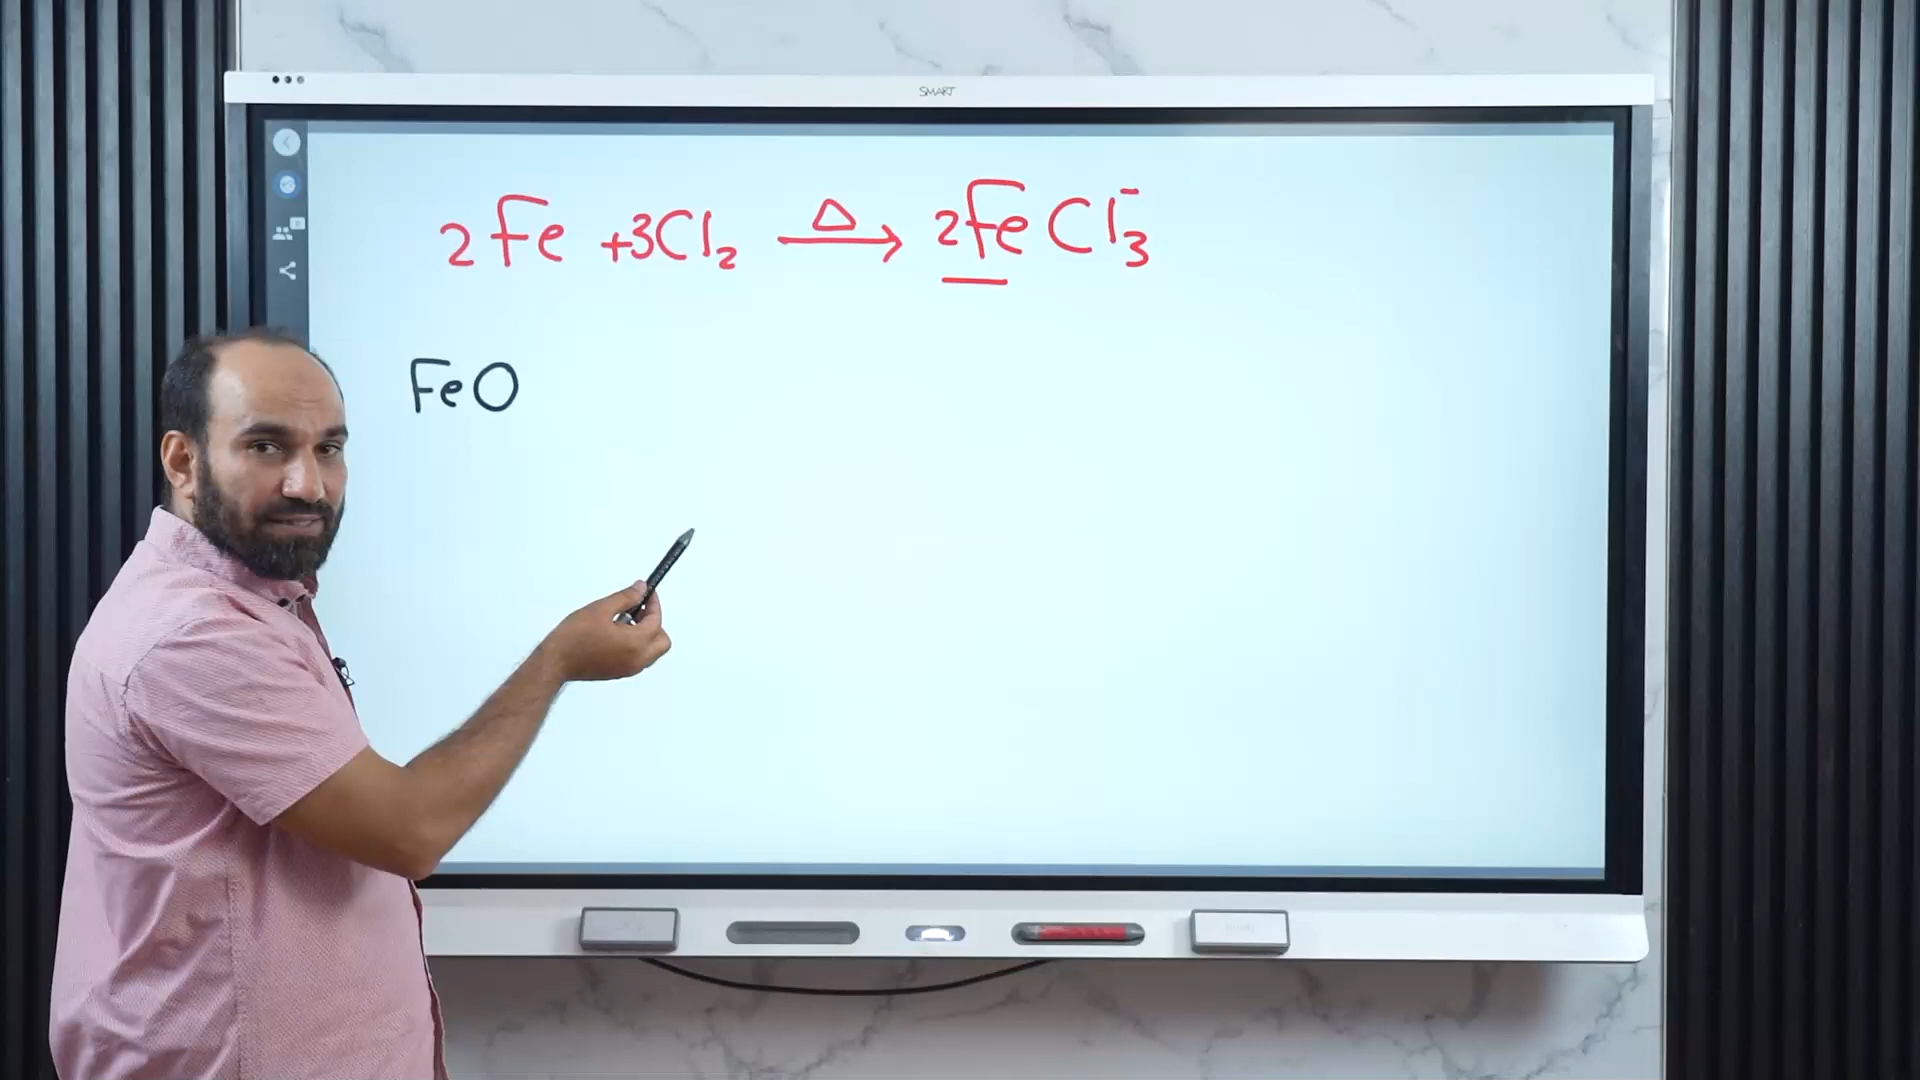 SMART
2Fe + 3Cl₂ —Δ→ 2FeCl₃⁻
FeO